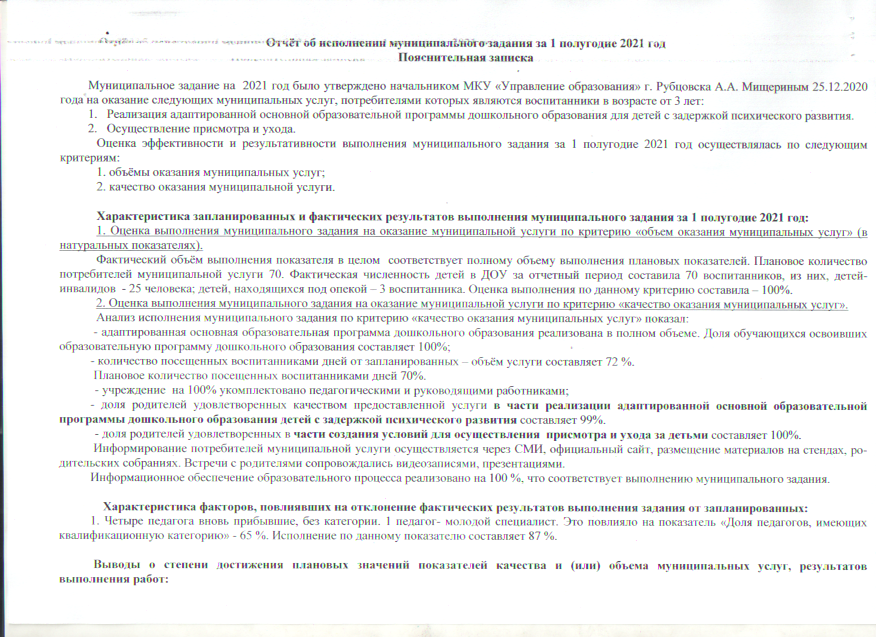 Отчёт об исполнении муниципального задания за 1 полугодие 2021 год
Пояснительная записка
Муниципальное задание на 2021 год было утверждено начальником МКУ «Управление образования» г. Рубцовска А.А. Мищериным 25.12.2020
года на оказание следующих муниципальных услуг, потребителями которых являются воспитанники в возрасте от 3 лет:
1. Реализация адаптированной основной образовательной программы дошкольного образования для детей с задержкой психического развития.
2. Осуществление присмотра и ухода.
Оценка эффективности и результативности выполнения муниципального задания за 1 полугодие 2021 год осуществлялась по следующим
критериям:
1. объёмы оказания муниципальных услуг;
2. качество оказания муниципальной услуги.
Характеристика запланированных и фактических результатов выполнения муниципального задания за 1 полугодие 2021 год:
1. Оценка выполнения муниципального задания на оказание муниципальной услуги по критерию «объем оказания муниципальных услуг» (в
натуральных показателях).
Фактический объём выполнения показателя в целом соответствует полному объему выполнения плановых показателей. Плановое количество
потребителей муниципальной услуги 70. Фактическая численность детей в ДОУ за отчетный период составила 70 воспитанников, из них, детей-
инвалидов - 25 человека; детей, находящихся под опекой – 3 воспитанника. Оценка выполнения по данному критерию составила – 100%.
2. Оценка выполнения муниципального задания на оказание муниципальной услуги по критерию «качество оказания муниципальных услуг».
Анализ исполнения муниципального задания по критерию «качество оказания муниципальных услуг» показал:
- адаптированная основная образовательная программа дошкольного образования реализована в полном объеме. Доля обучающихся освоивших
образовательную программу дошкольного образования составляет 100%;
- количество посещенных воспитанниками дней от запланированных – объём услуги составляет 72 %.
Плановое количество посещенных воспитанниками дней 70%.
- учреждение на 100% укомплектовано педагогическими и руководящими работниками;
- доля родителей удовлетворенных качеством предоставленной услуги в части реализации адаптированной основной образовательной
программы дошкольного образования детей с задержкой психического развития составляет 99%.
- доля родителей удовлетворенных в части создания условий для осуществления присмотра и ухода за детьми составляет 100%.
Информирование потребителей муниципальной услуги осуществляется через СМИ, официальный сайт, размещение материалов на стендах, ро-
дительских собраниях. Встречи с родителями сопровождались видеозаписями, презентациями.
Информационное обеспечение образовательного процесса реализовано на 100 %, что соответствует выполнению муниципального задания.
Характеристика факторов, повлиявших на отклонение фактических результатов выполнения задания от запланированных:
1. Четыре педагога вновь прибывшие, без категории. 1 педагог- молодой специалист. Это повлияло на показатель «Доля педагогов, имеющих
квалификационную категорию» - 65 %. Исполнение по данному показателю составляет 87 %.
Выводы о степени достижения плановых значений показателей качества и (или) объема муниципальных услуг, результатов
выполнения работ: